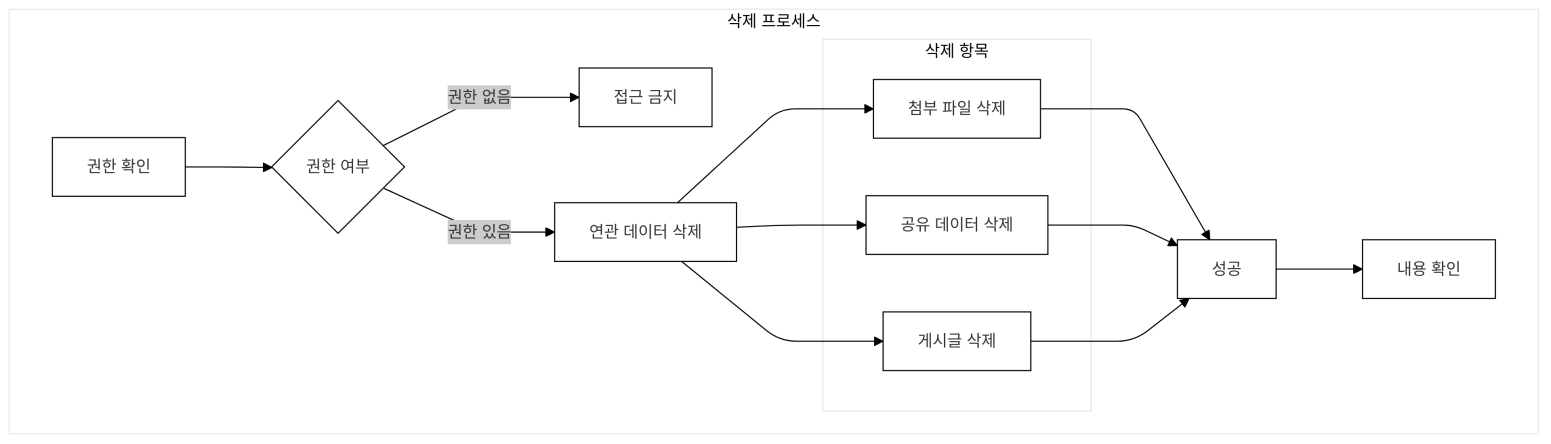 삭제 프로세스
삭제 항목
권한 확인
권한 여부
권한 없음
접근 금지
권한 있음
연관 데이터 삭제
첨부 파일 삭제
공유 데이터 삭제
게시글 삭제
성공
내용 확인